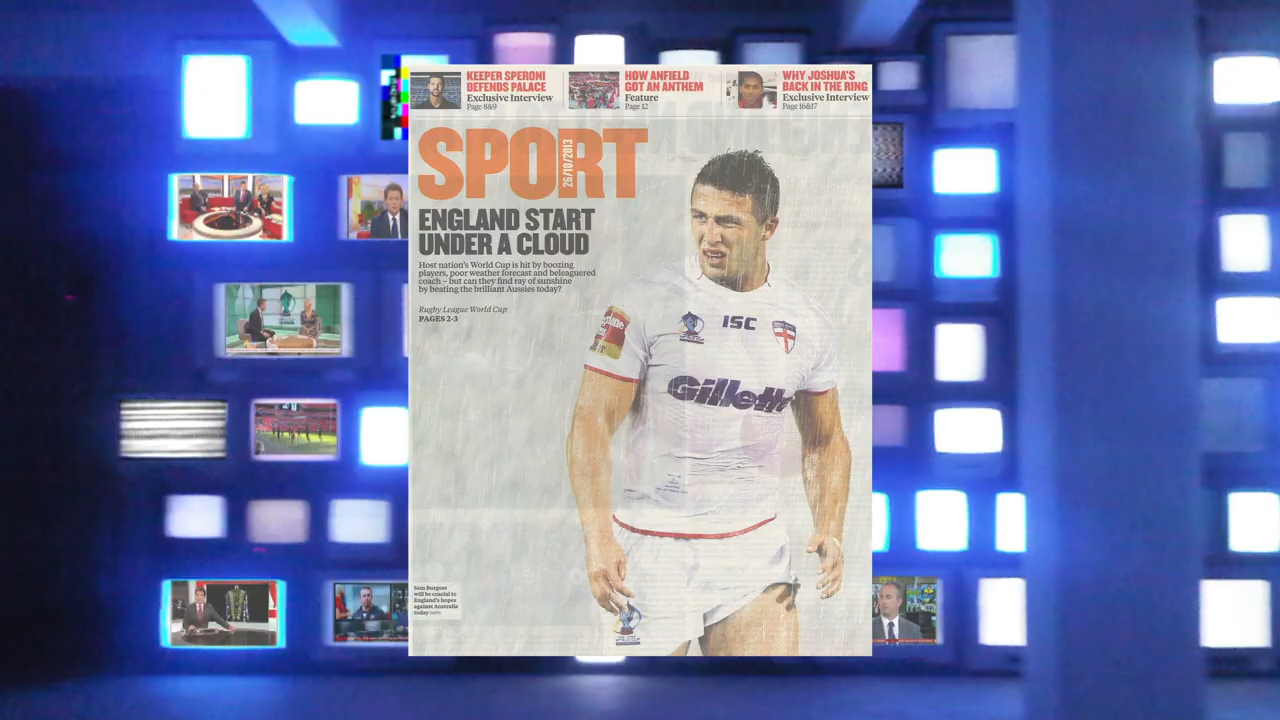 KEEPER SPERONI
DEFENDS PALACE
Exclusive Interview
Page 8&9
HOW ANFIELD
GOT AN ANTHEM
Feature
Page 12
WHY JOSHUA'S
BACK IN THE RING
Exclusive Interview
Page 16&17
SPORT
26/10/2013
ENGLAND START
UNDER A CLOUD
Host nation's World Cup is hit by boozing
players, poor weather forecast and beleaguered
coach – but can they find ray of sunshine
by beating the brilliant Aussies today?
Rugby League World Cup
PAGES 2-3
ISC
Gillette
Sam Burgess
will be crucial to
England's hopes
against Australia
today